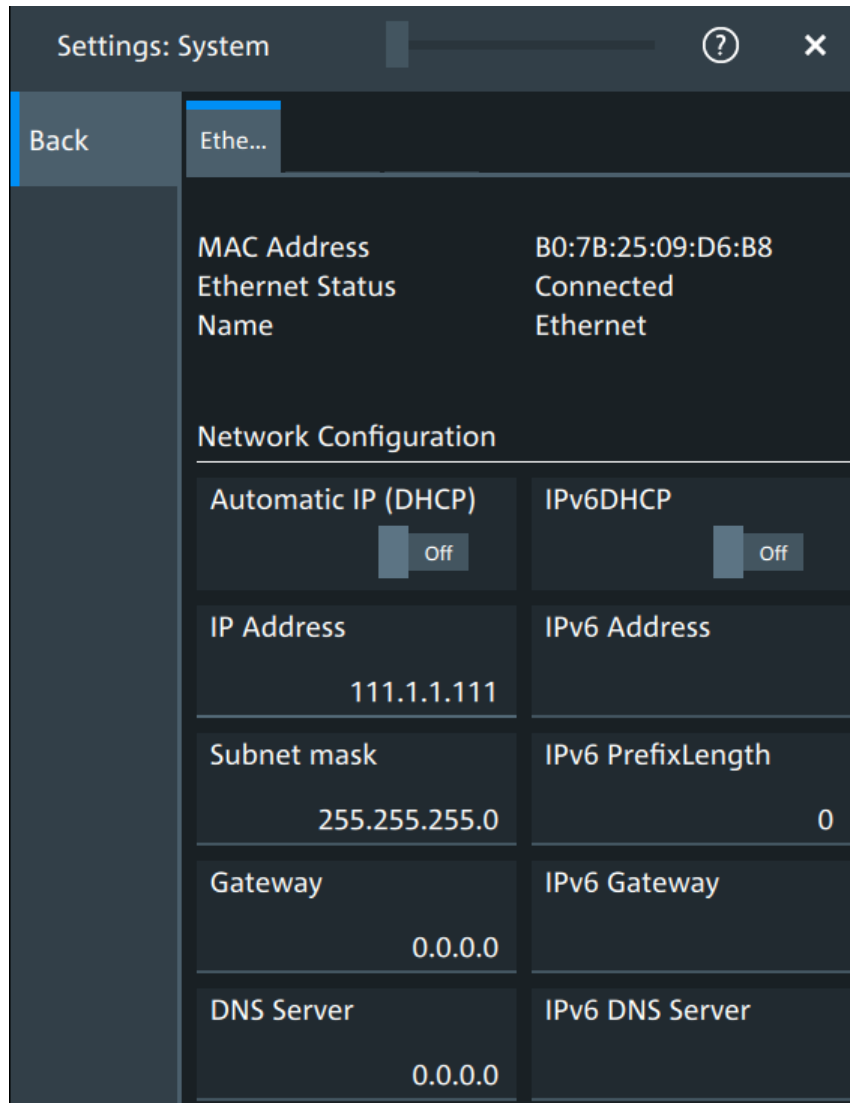 Settings: System
?
Back
Ethe...
MAC Address B0:7B:25:09:D6:B8
Ethernet Status Connected
Name Ethernet
Network Configuration
Automatic IP (DHCP) IPv6DHCP
Off Off
IP Address IPv6 Address
111.1.1.111
Subnet mask IPv6 PrefixLength
255.255.255.0 0
Gateway IPv6 Gateway
0.0.0.0
DNS Server IPv6 DNS Server
0.0.0.0